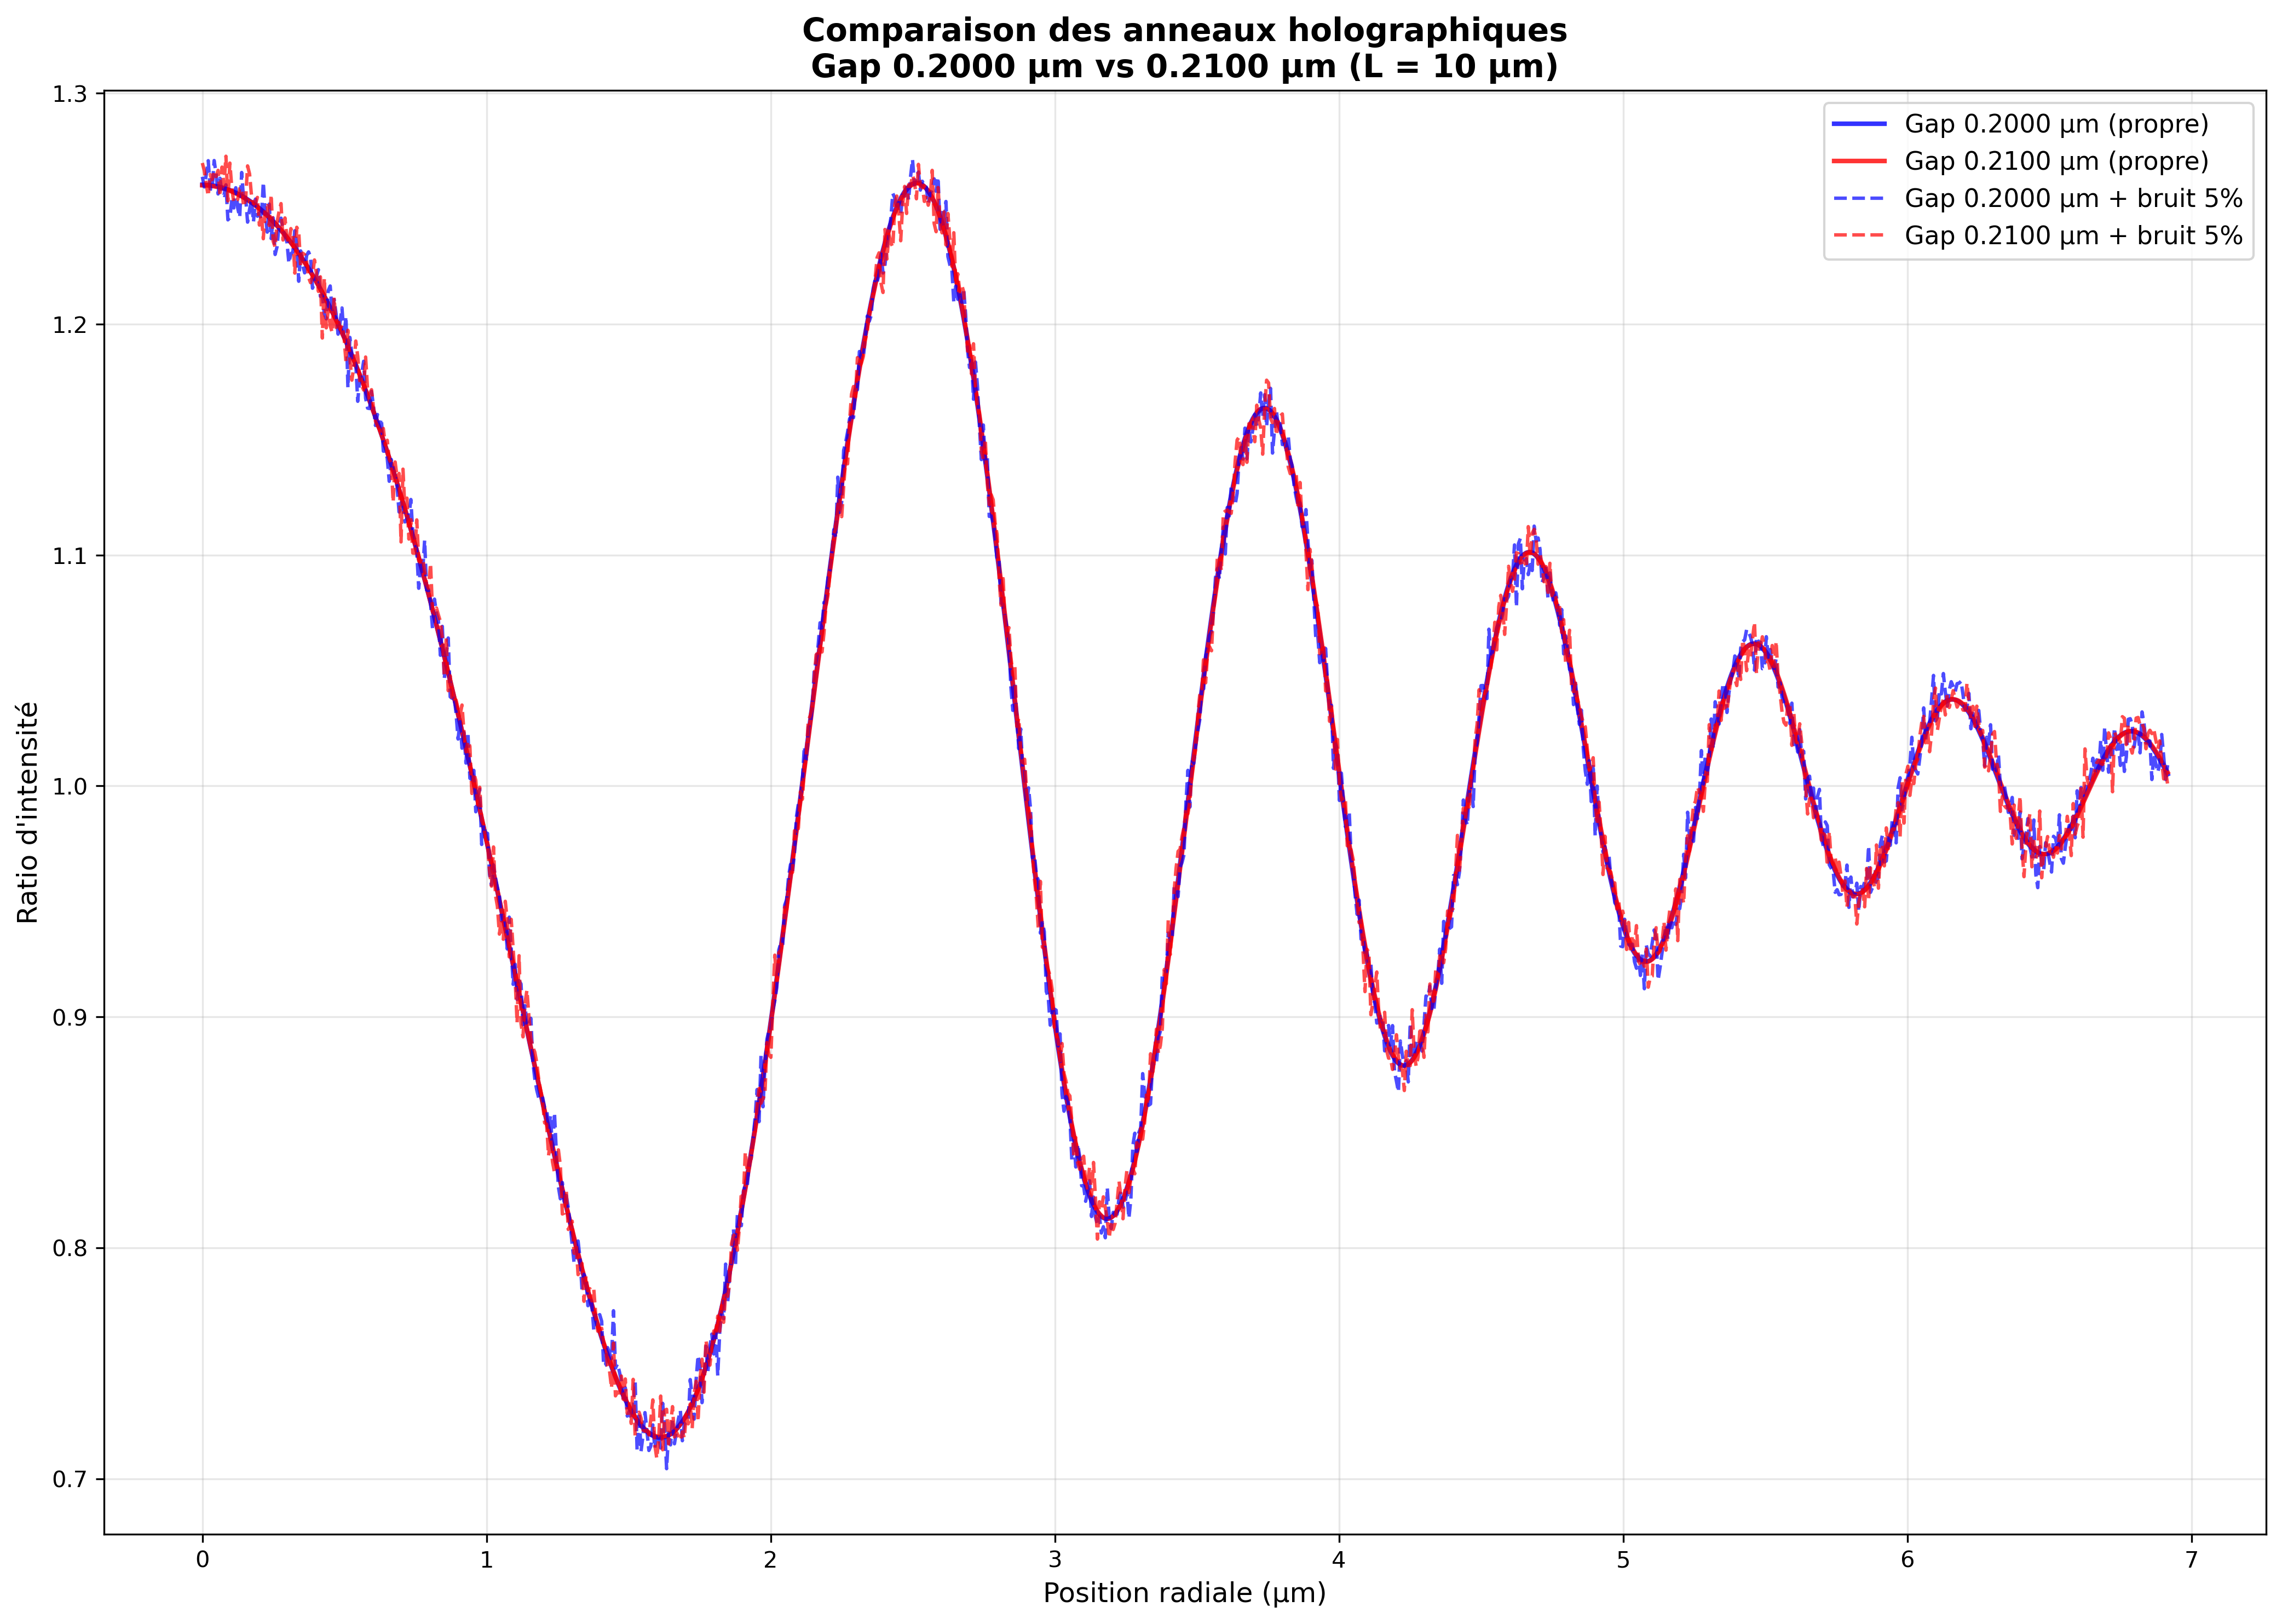 Comparaison des anneaux holographiques
Gap 0.2000 µm vs 0.2100 µm (L = 10 µm)
Gap 0.2000 µm (propre)
Gap 0.2100 µm (propre)
Gap 0.2000 µm + bruit 5%
Gap 0.2100 µm + bruit 5%
Ratio d'intensité
1.3
1.2
1.1
1.0
0.9
0.8
0.7
0 1 2 3 4 5 6 7
Position radiale (µm)